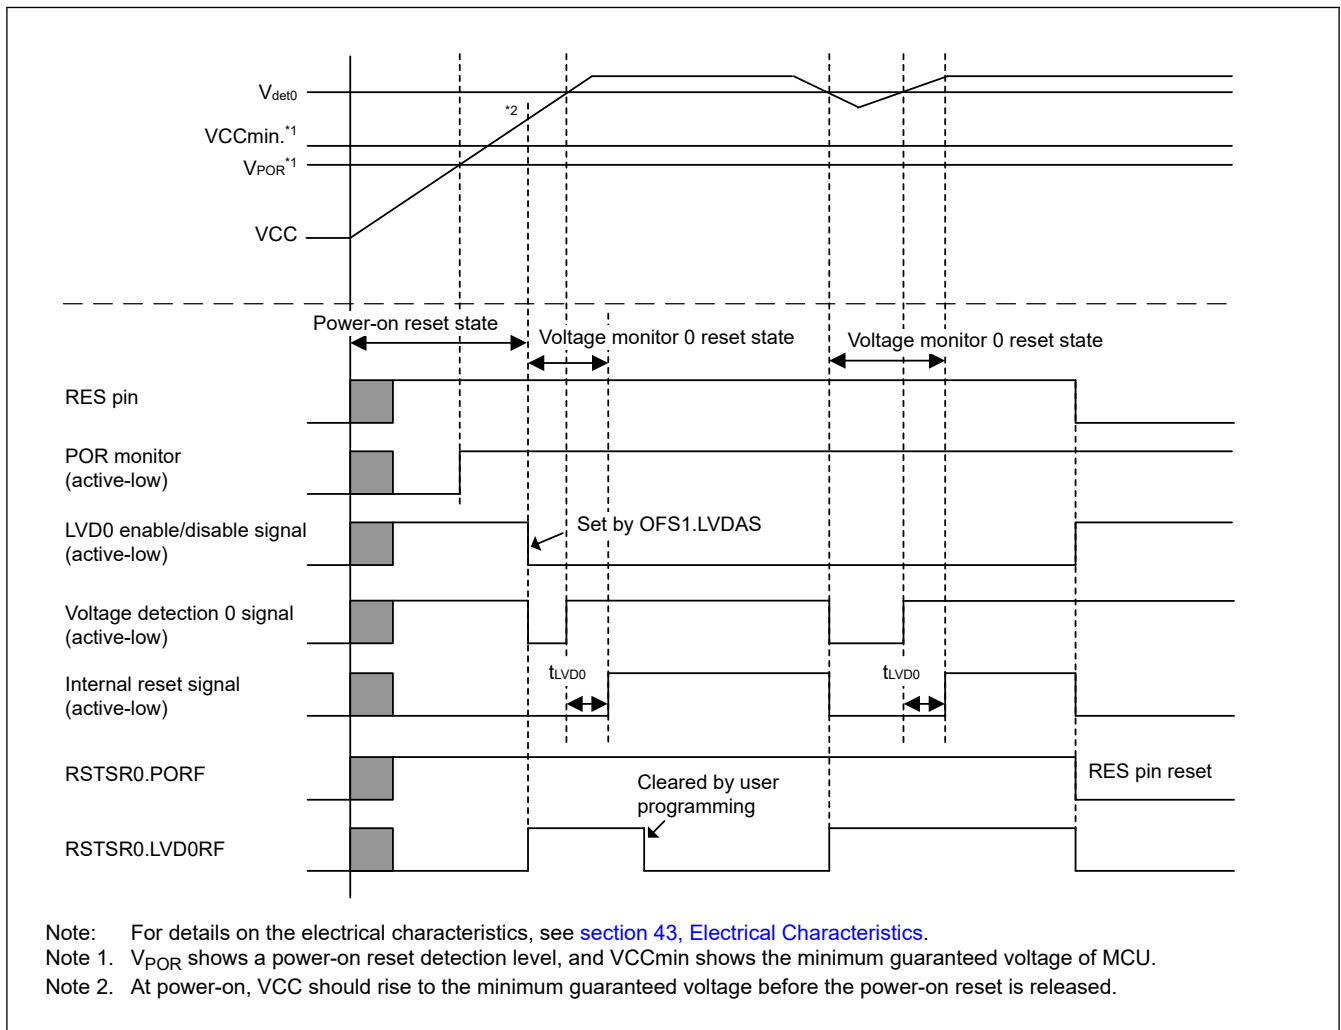 Vdet0
*2
VCCmin.*1
VPOR*1
VCC
Power-on reset state
Voltage monitor 0 reset state
Voltage monitor 0 reset state
RES pin
POR monitor
(active-low)
LVD0 enable/disable signal
(active-low)
Set by OFS1.LVDAS
Voltage detection 0 signal
(active-low)
Internal reset signal
(active-low)
tLVD0
tLVD0
RSTSR0.PORF
RES pin reset
Cleared by user
programming
RSTSR0.LVD0RF
Note: For details on the electrical characteristics, see section 43, Electrical Characteristics.
Note 1. VPOR shows a power-on reset detection level, and VCCmin shows the minimum guaranteed voltage of MCU.
Note 2. At power-on, VCC should rise to the minimum guaranteed voltage before the power-on reset is released.